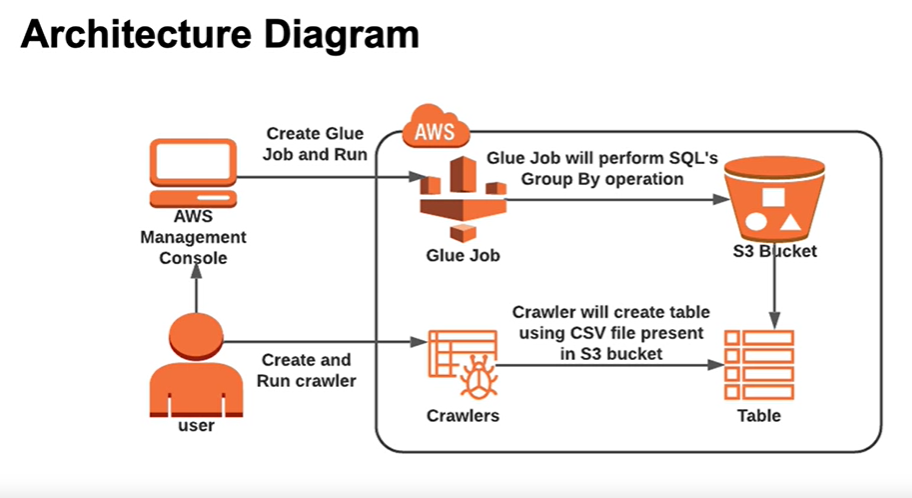 Architecture Diagram
Create Glue
Job and Run
AWS
Glue Job will perform SQL's
Group By operation
AWS
Management
Console
Glue Job
S3 Bucket
Crawler will create table
using CSV file present
in S3 bucket
Create and
Run crawler
user
Crawlers
Table